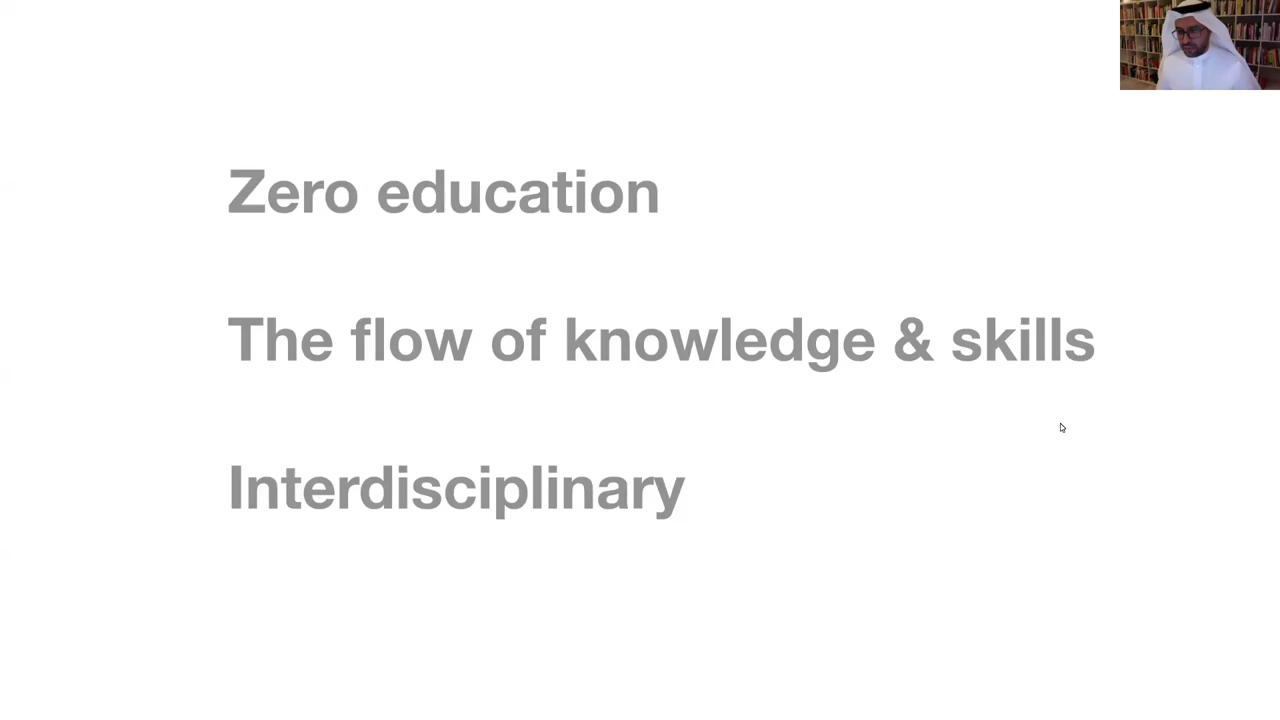 Zero education
The flow of knowledge & skills
Interdisciplinary